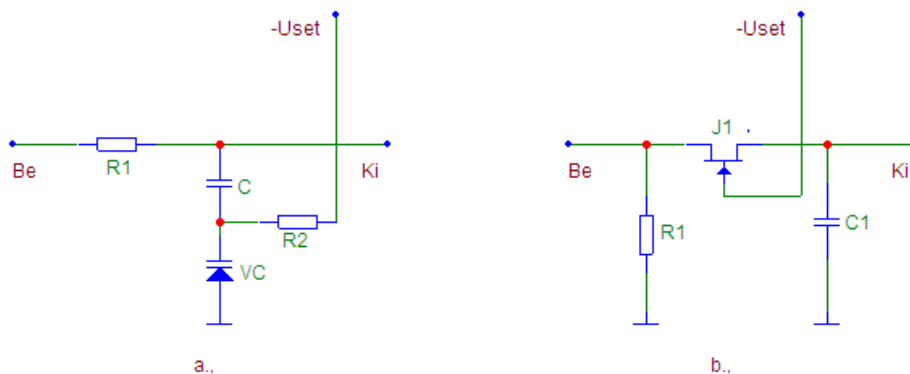 -Uset
Be
R1
Ki
C
R2
VC
a.,
-Uset
J1
Be
Ki
R1
C1
b.,